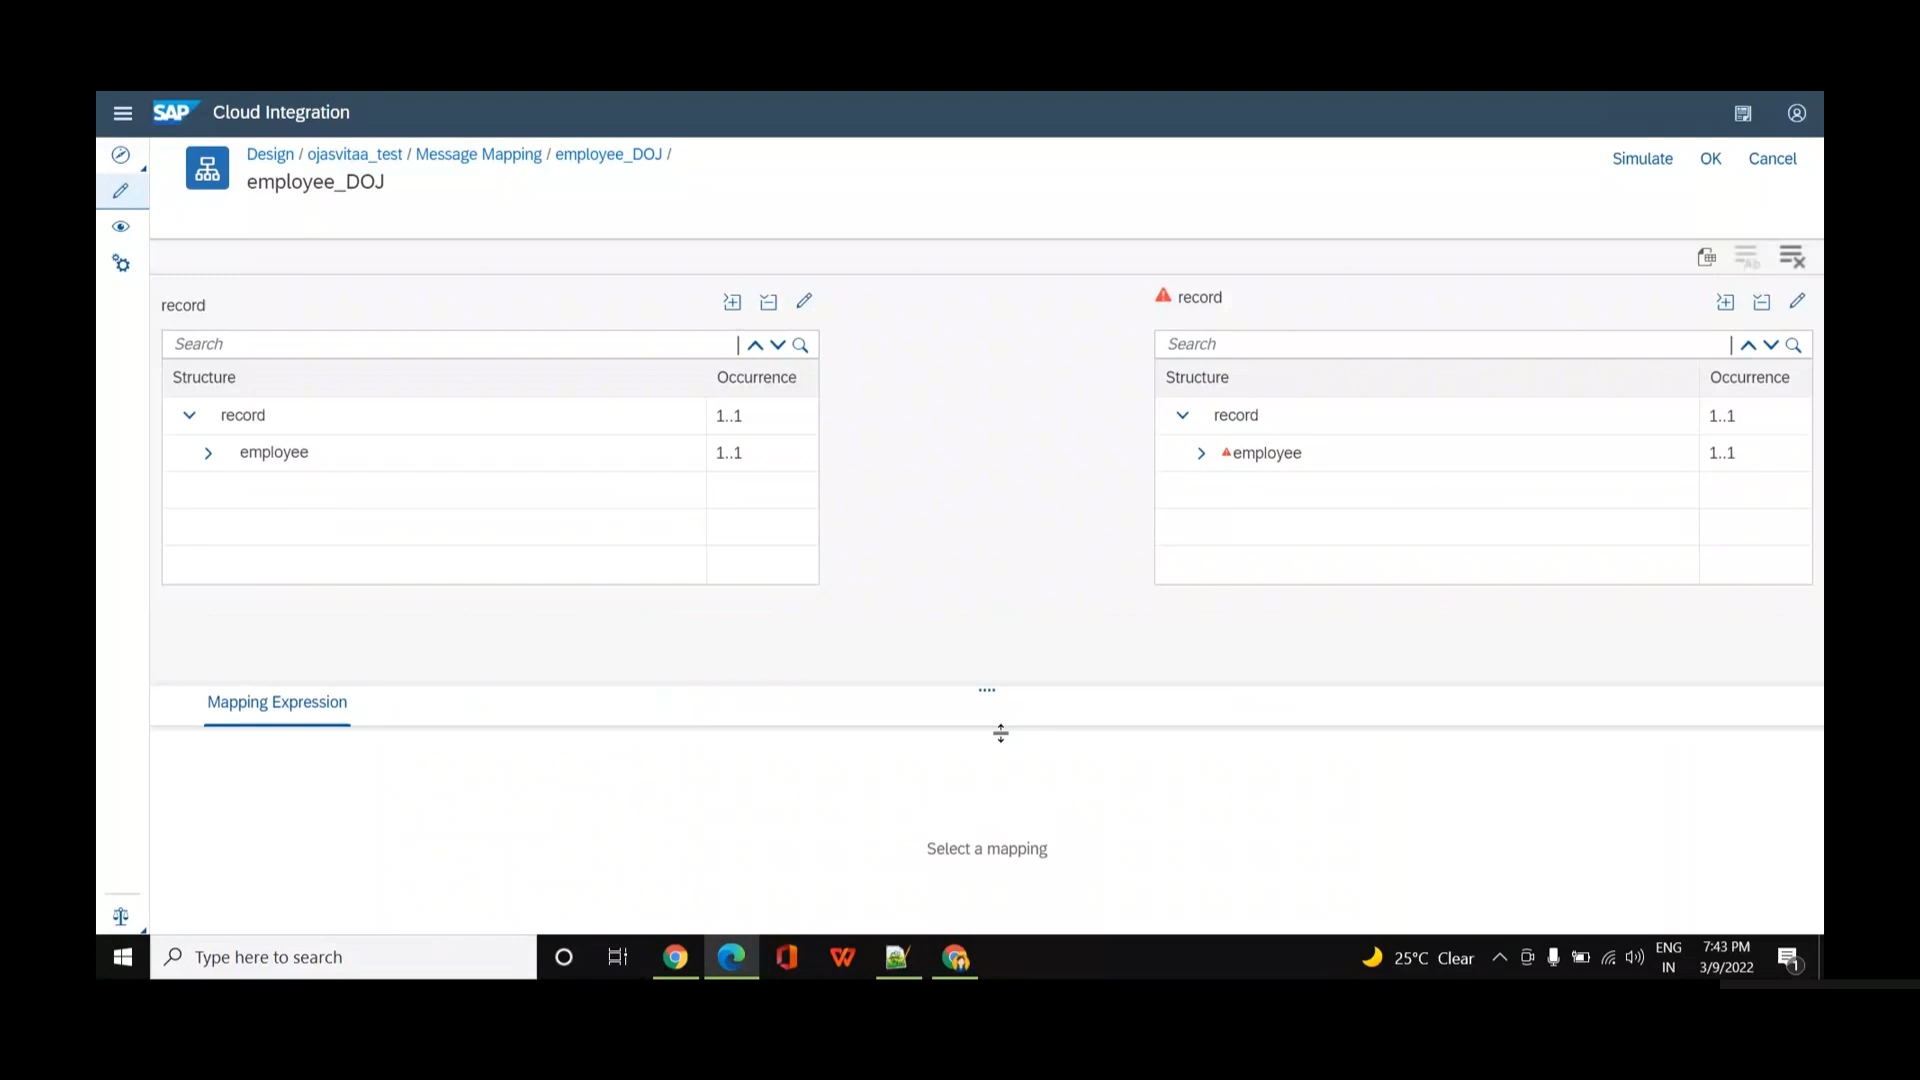 SAP Cloud Integration
Design / ojasvitaa_test / Message Mapping / employee_DOJ /
employee_DOJ
Simulate OK Cancel
record
Search
Structure Occurrence
record 1..1
employee 1..1
record
Search
Structure Occurrence
record 1..1
employee 1..1
Mapping Expression
Select a mapping
Type here to search
25°C Clear
ENG
IN
7:43 PM
3/9/2022
1